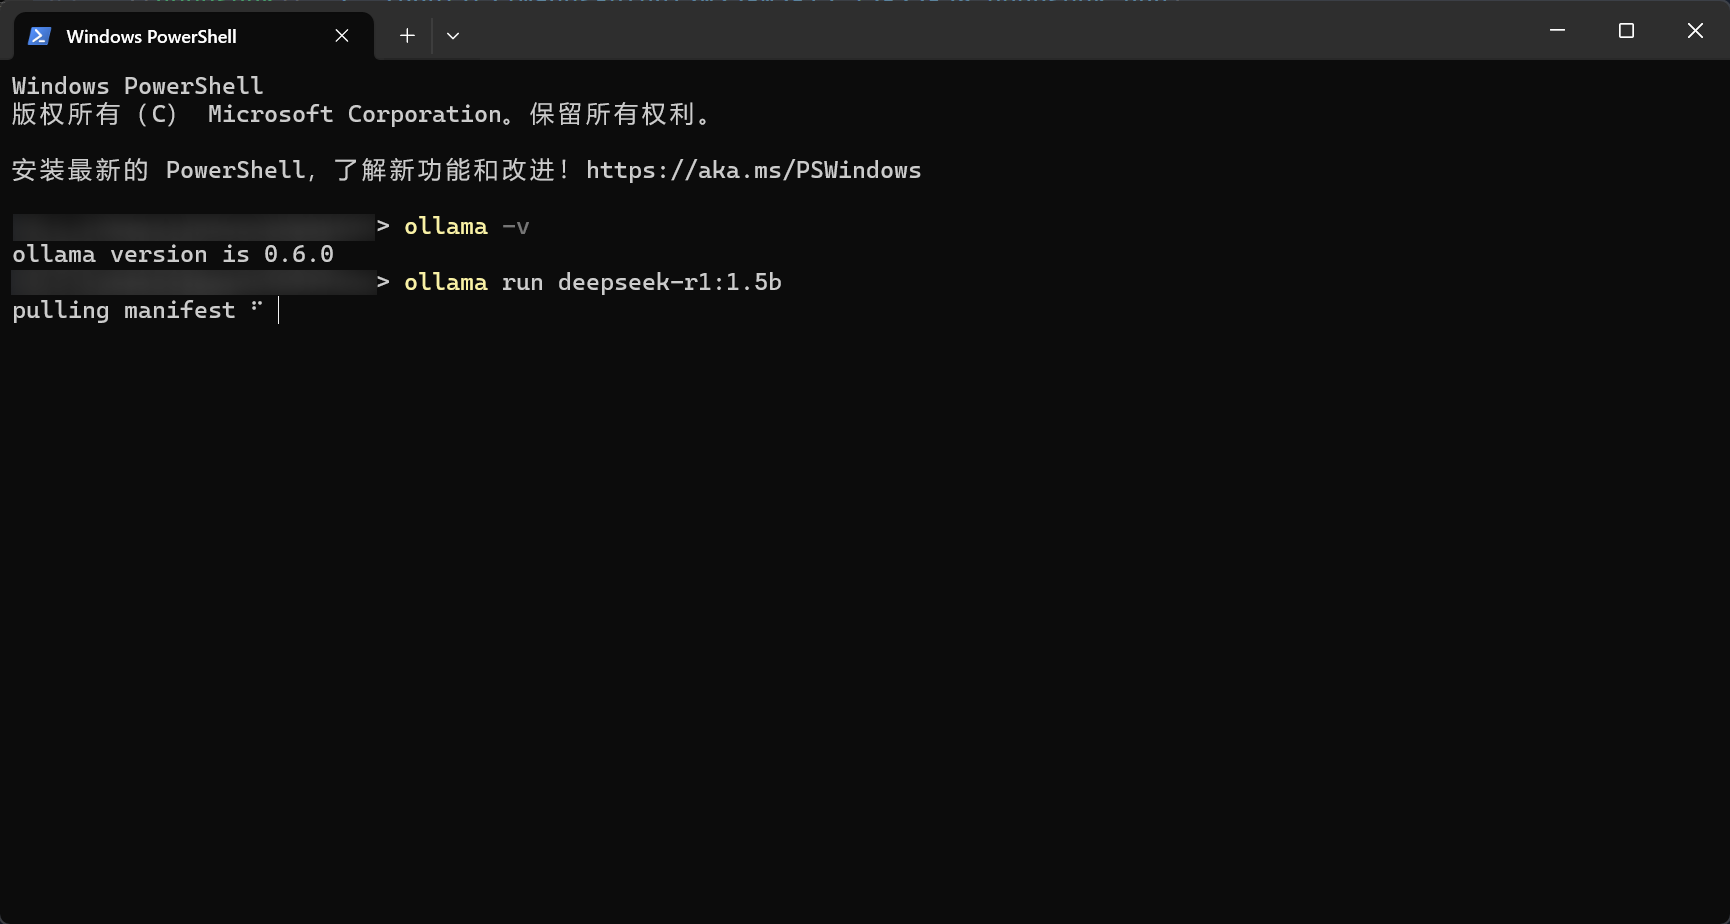 Windows PowerShell
Windows PowerShell
版权所有（C） Microsoft Corporation。保留所有权利。
安装最新的 PowerShell，了解新功能和改进！https://aka.ms/PSWindows
> ollama -v
ollama version is 0.6.0
> ollama run deepseek-r1:1.5b
pulling manifest ⠋